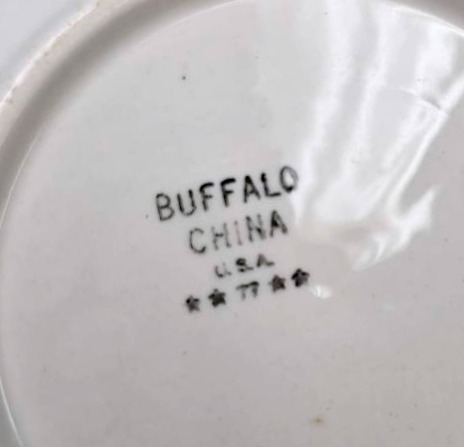 BUFFALO
CHINA
U.S.A.
★ ★ 77 ★ ★